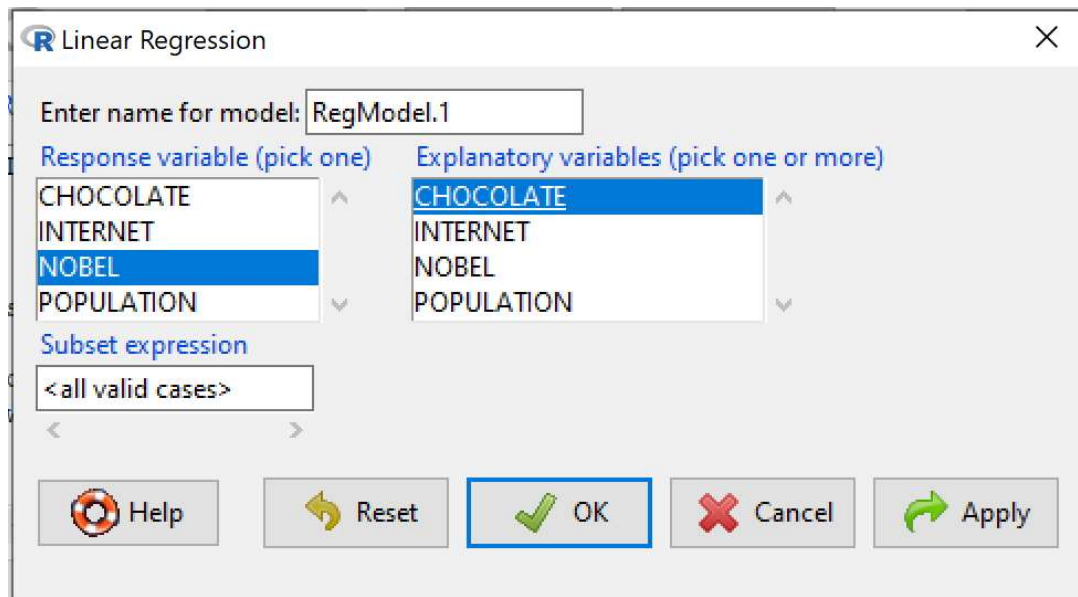 R Linear Regression
Enter name for model: RegModel.1
Response variable (pick one)
CHOCOLATE
INTERNET
NOBEL
POPULATION
Explanatory variables (pick one or more)
CHOCOLATE
INTERNET
NOBEL
POPULATION
Subset expression
<all valid cases>
Help
Reset
OK
Cancel
Apply